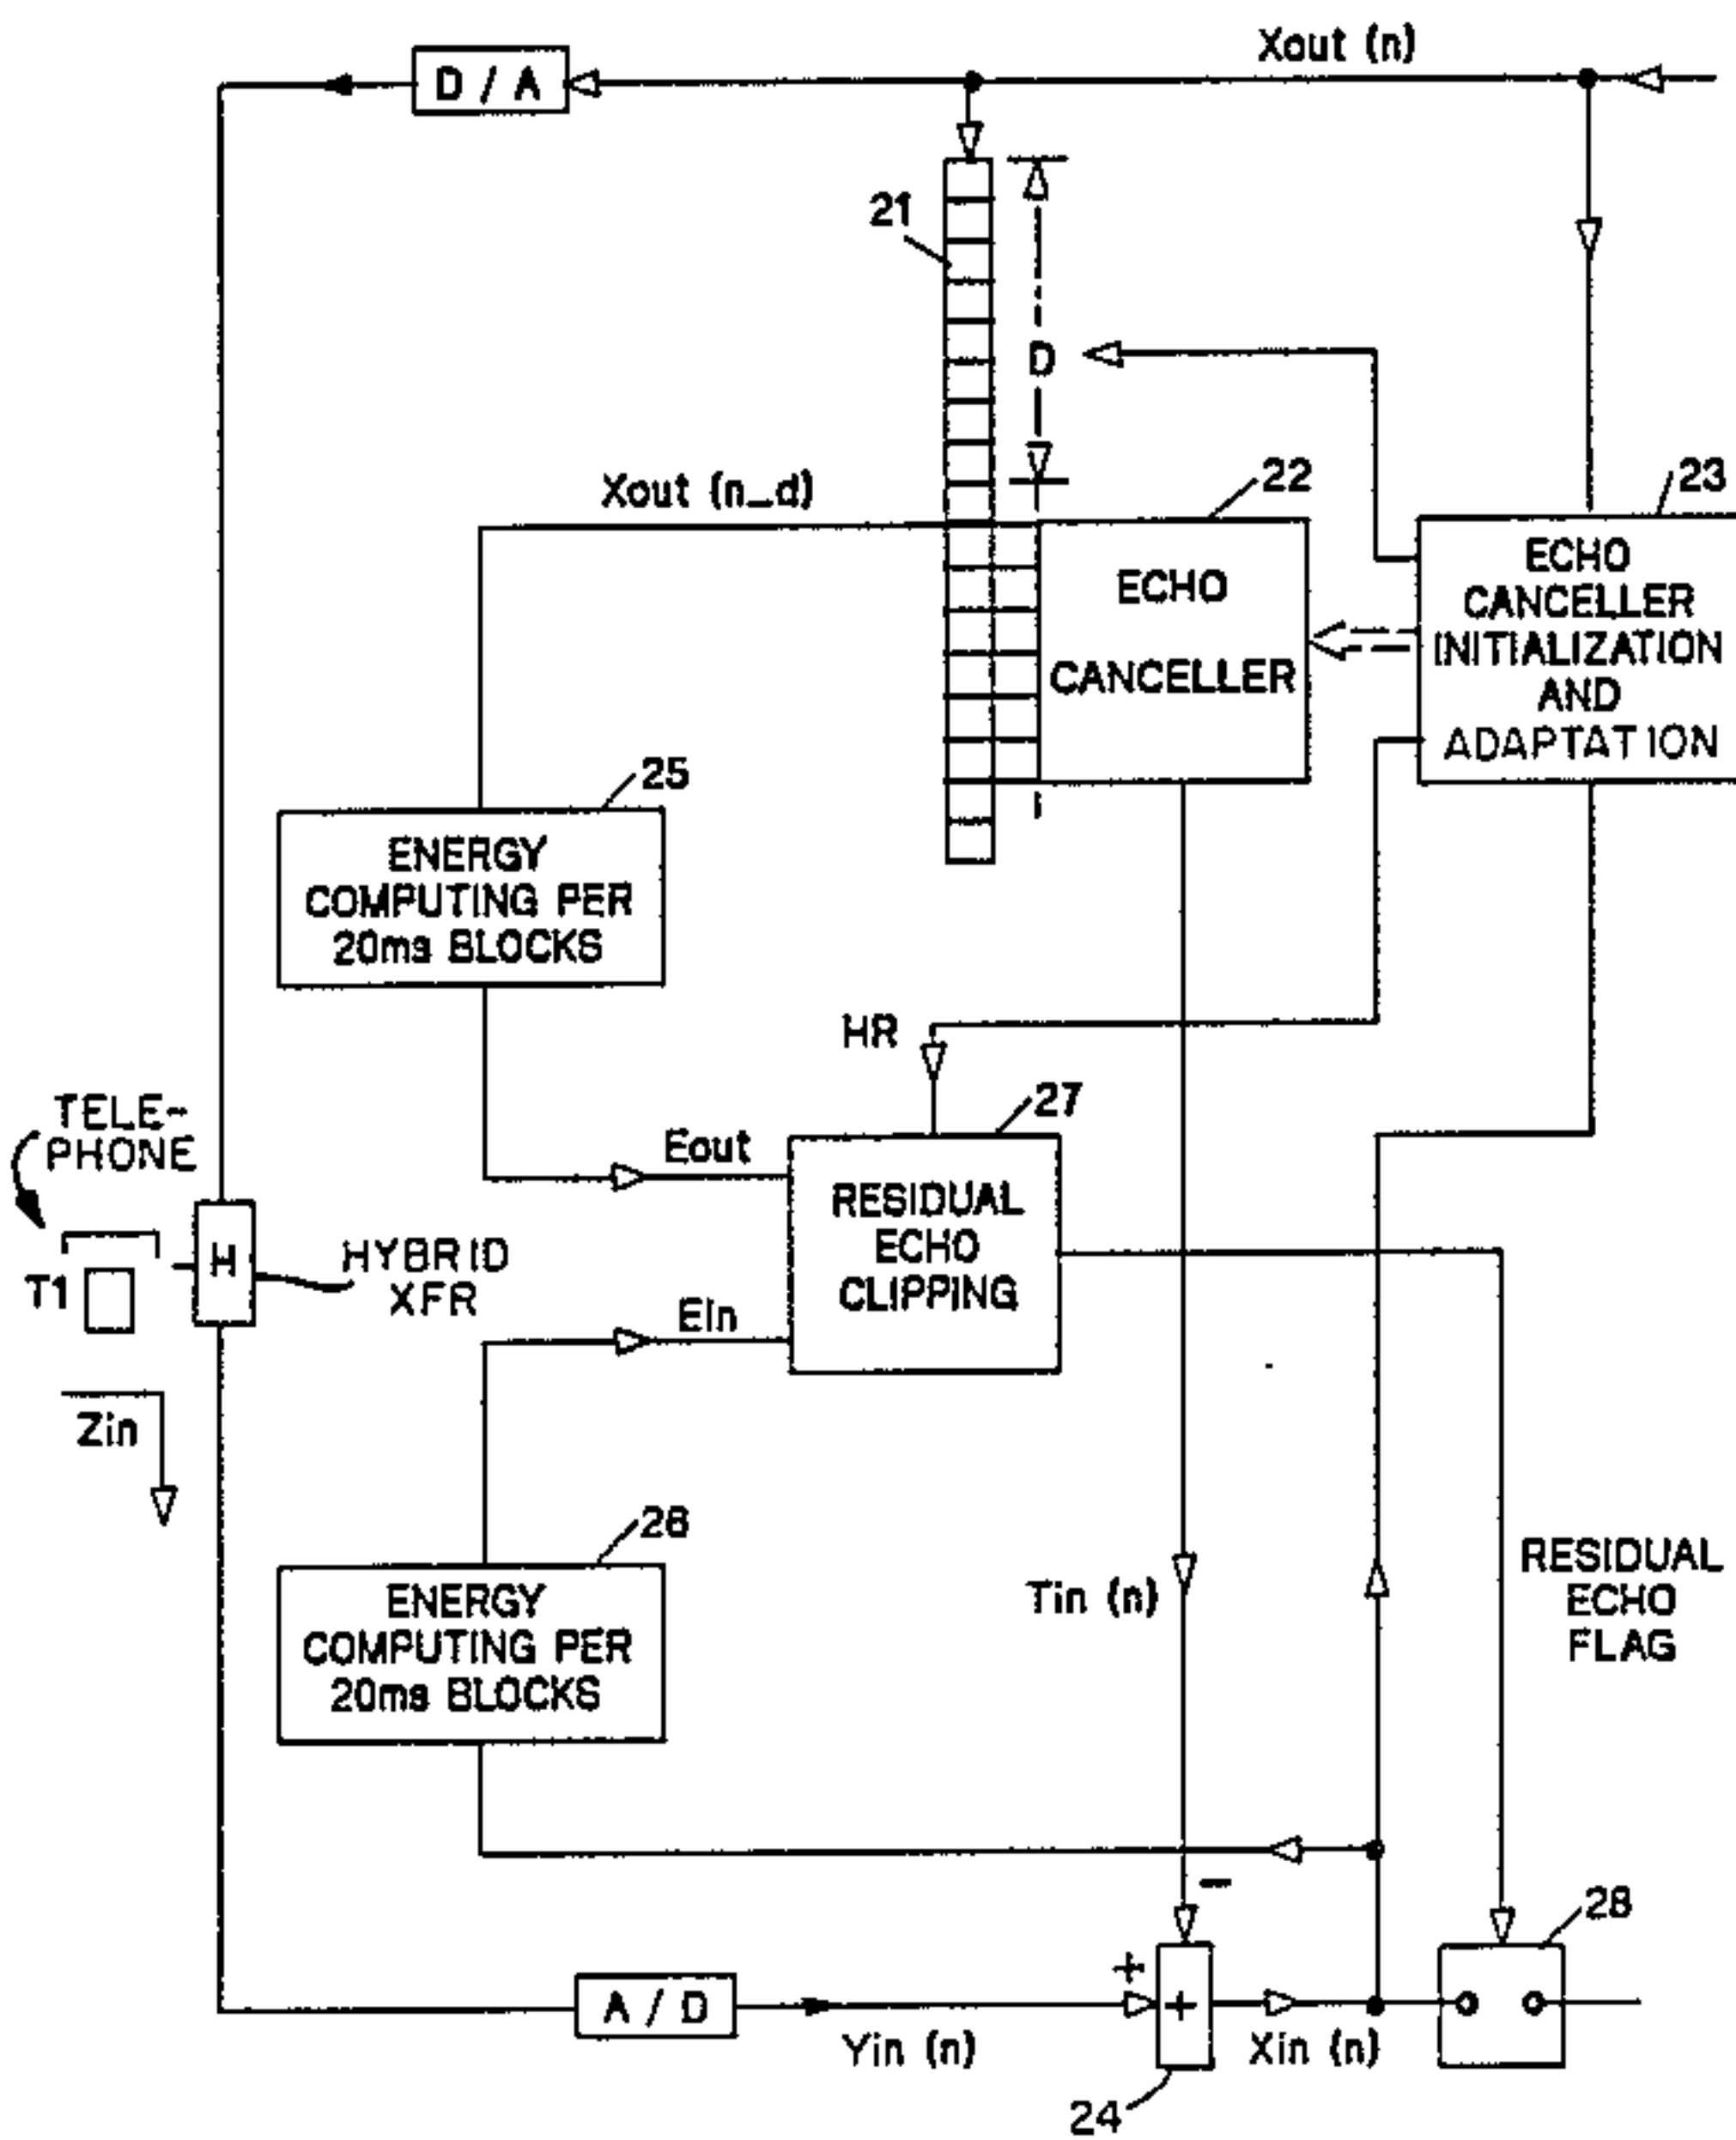 Xout (n)
D / A
21
D
Xout (n_d)
22
23
ECHO
CANCELLER
ECHO
CANCELLER
INITIALIZATION
AND
ADAPTATION
25
ENERGY
COMPUTING PER
20ms BLOCKS
HR
TELE-
PHONE
27
Eout
RESIDUAL
ECHO
CLIPPING
H
HYBRID
XFR
T1
Ein
Zin
26
ENERGY
COMPUTING PER
20ms BLOCKS
Tin (n)
RESIDUAL
ECHO
FLAG
−
28
+
+
A / D
Yin (n)
Xin (n)
24